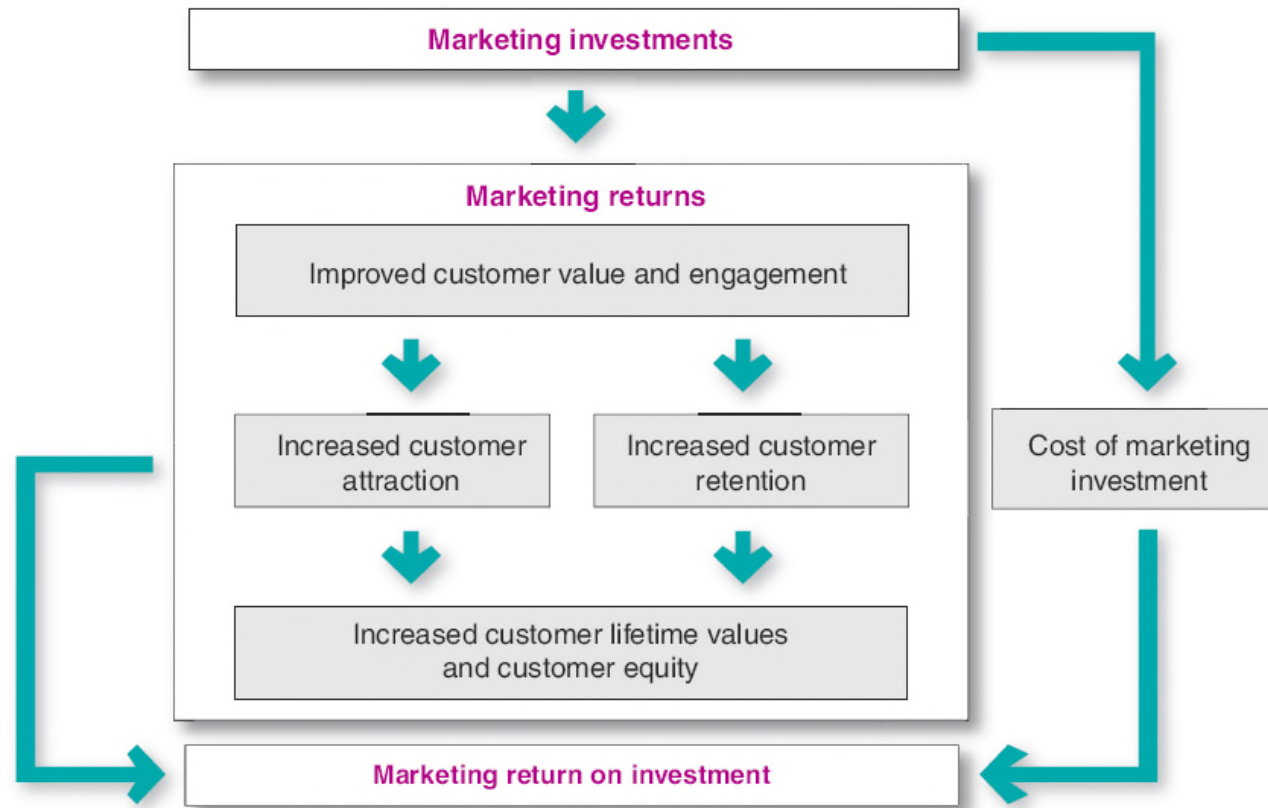 Marketing investments
Marketing returns
Improved customer value and engagement
Increased customer
attraction
Increased customer
retention
Cost of marketing
investment
Increased customer lifetime values
and customer equity
Marketing return on investment